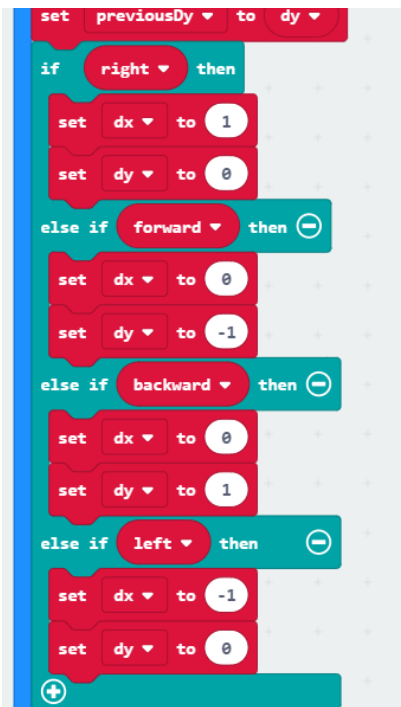 set previousDy to dy
if right then
set dx to 1
set dy to 0
else if forward then
set dx to 0
set dy to -1
else if backward then
set dx to 0
set dy to 1
else if left then
set dx to -1
set dy to 0